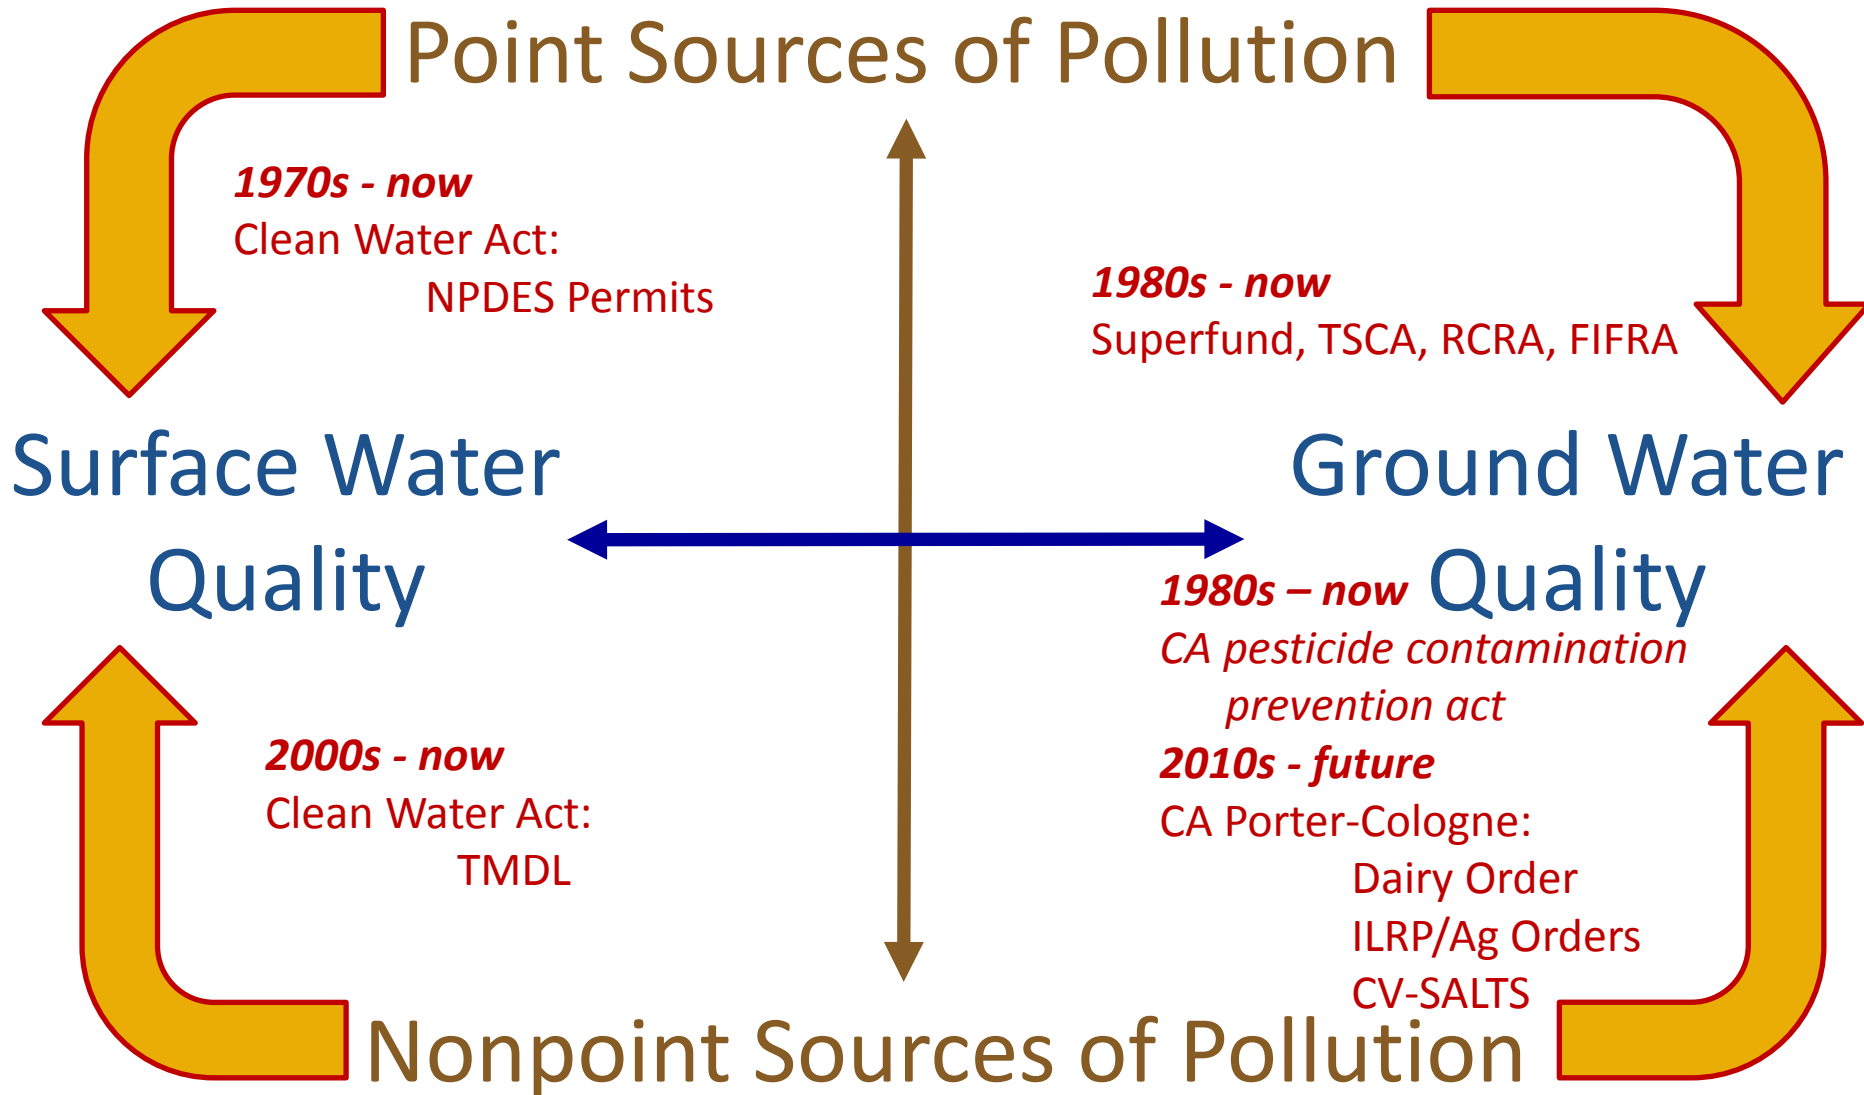 Point Sources of Pollution
1970s - now
Clean Water Act:
NPDES Permits
1980s - now
Superfund, TSCA, RCRA, FIFRA
Surface Water
Quality
Ground Water
Quality
1980s – now
CA pesticide contamination
prevention act
2010s - future
CA Porter-Cologne:
Dairy Order
ILRP/Ag Orders
CV-SALTS
2000s - now
Clean Water Act:
TMDL
Nonpoint Sources of Pollution